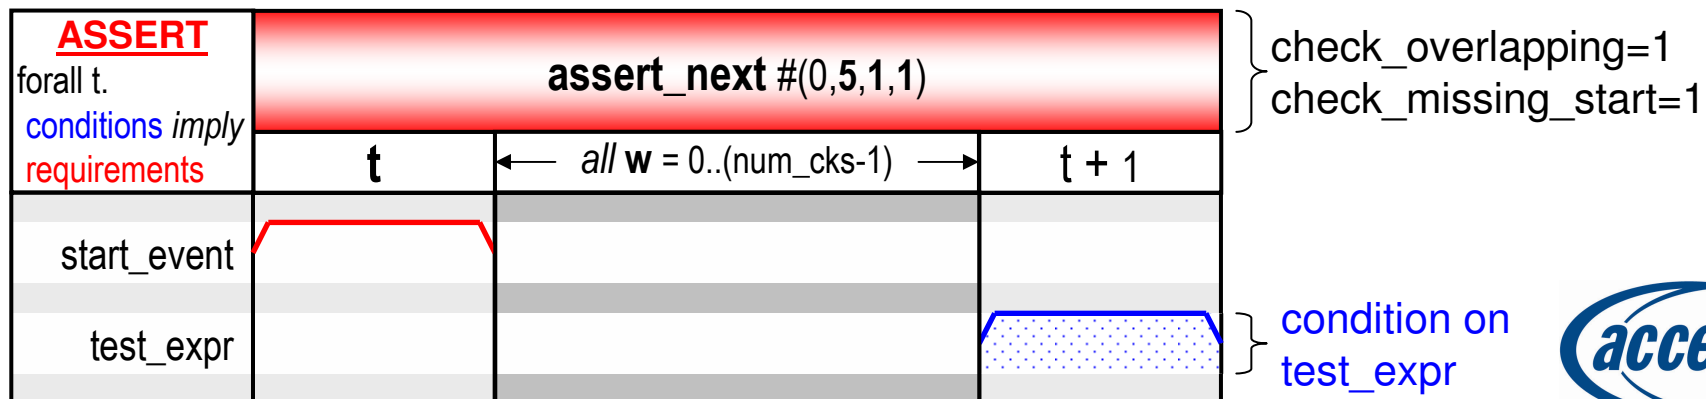 ASSERT
forall t.
conditions imply
requirements
assert_next #(0,5,1,1)
check_overlapping=1
check_missing_start=1
t
all w = 0..(num_cks-1)
t + 1
start_event
test_expr
condition on
test_expr